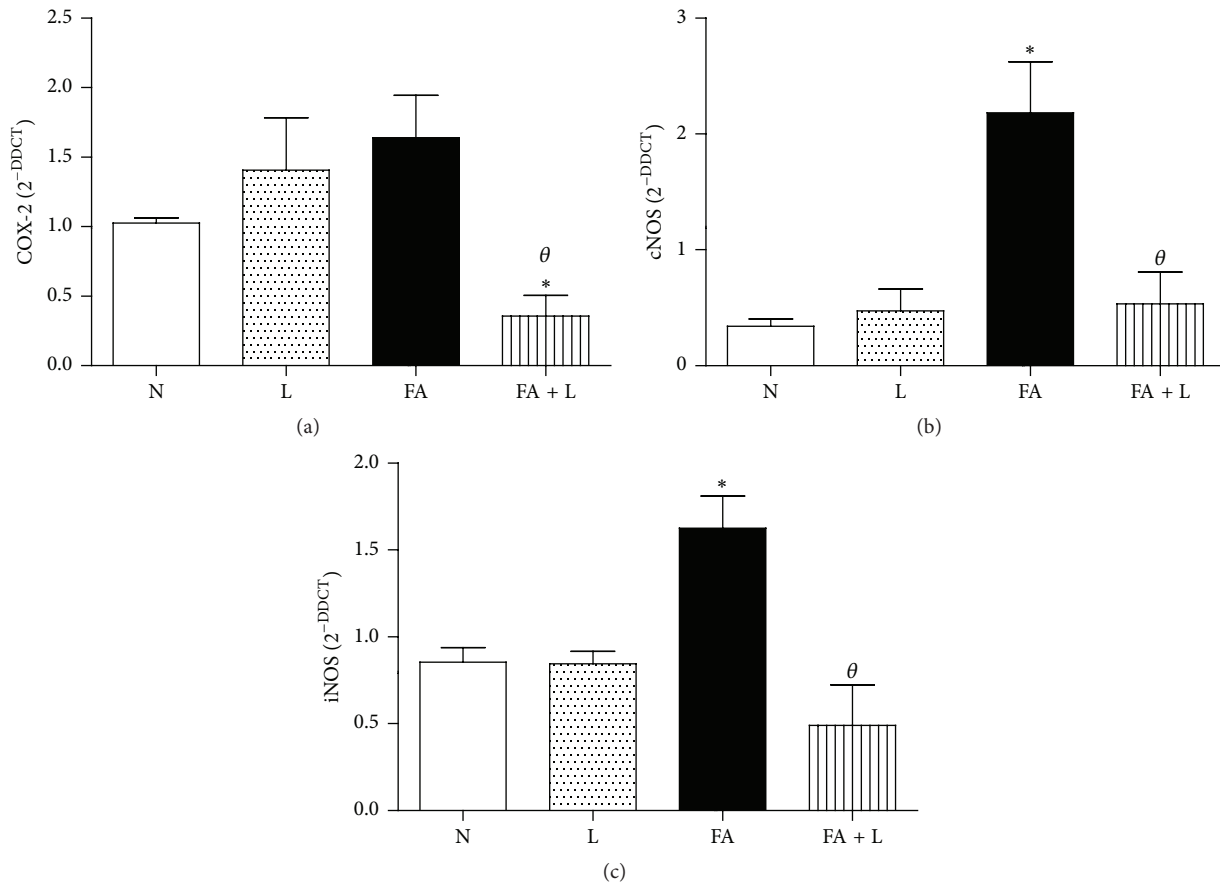 2.5
2.0
1.5
1.0
0.5
0.0
COX-2 (2^−DDCT)
θ
*
N L FA FA + L
(a)
3
2
1
0
cNOS (2^−DDCT)
*
θ
N L FA FA + L
(b)
2.0
1.5
1.0
0.5
0.0
iNOS (2^−DDCT)
*
θ
N L FA FA + L
(c)